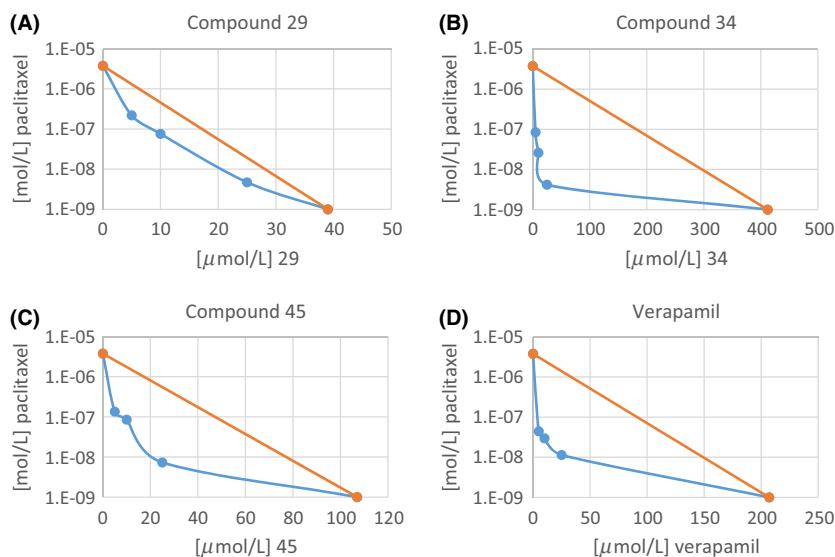 (A)
Compound 29
[mol/L] paclitaxel
1.E-05
1.E-06
1.E-07
1.E-08
1.E-09
0 10 20 30 40 50
[μmol/L] 29
(B)
Compound 34
[mol/L] paclitaxel
1.E-05
1.E-06
1.E-07
1.E-08
1.E-09
0 100 200 300 400 500
[μmol/L] 34
(C)
Compound 45
[mol/L] paclitaxel
1.E-05
1.E-06
1.E-07
1.E-08
1.E-09
0 20 40 60 80 100 120
[μmol/L] 45
(D)
Verapamil
[mol/L] paclitaxel
1.E-05
1.E-06
1.E-07
1.E-08
1.E-09
0 50 100 150 200 250
[μmol/L] verapamil